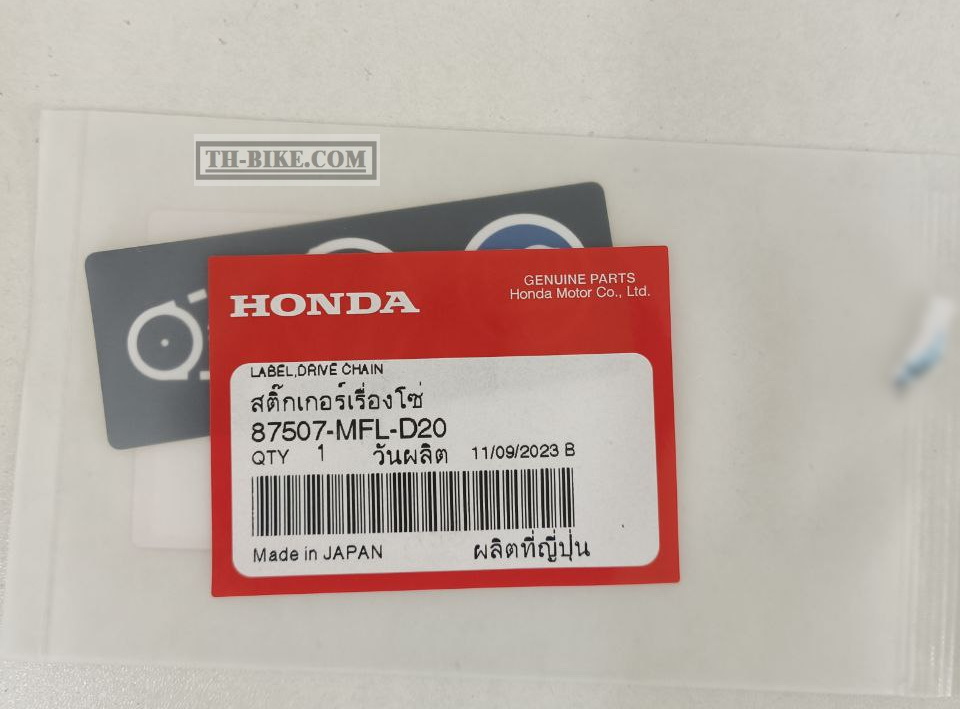 TH-BIKE.COM
HONDA
GENUINE PARTS
Honda Motor Co., Ltd.
LABEL,DRIVE CHAIN
สติ๊กเกอร์เรื่องโซ่
87507-MFL-D20
QTY 1 วันผลิต 11/09/2023 B
Made in JAPAN ผลิตที่ญี่ปุ่น